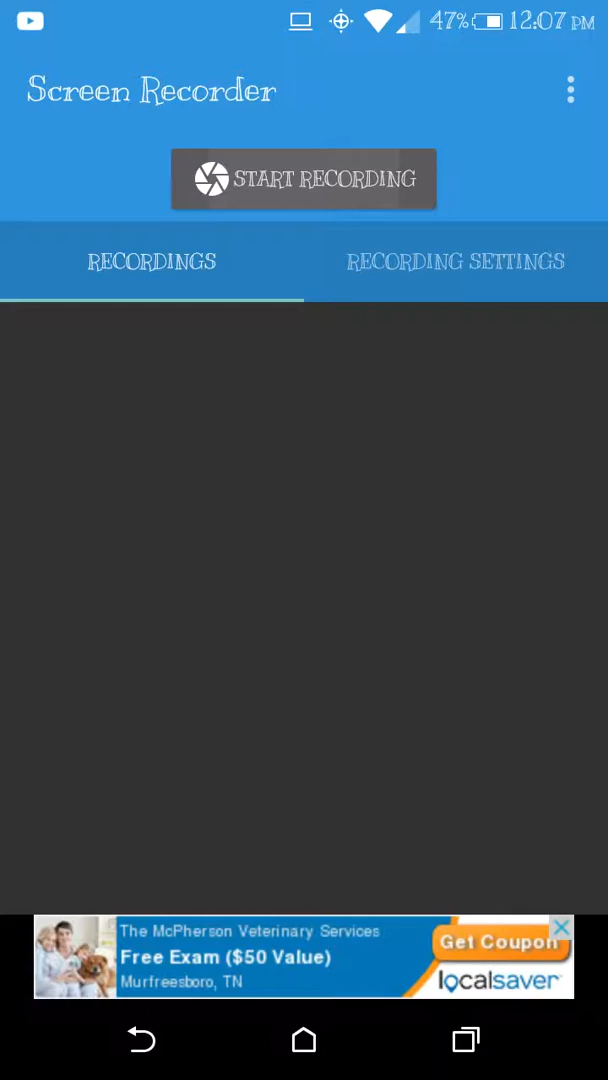 47% 12:07 PM
Screen Recorder
START RECORDING
RECORDINGS RECORDING SETTINGS
The McPherson Veterinary Services
Free Exam ($50 Value)
Murfreesboro, TN
Get Coupon
localsaver